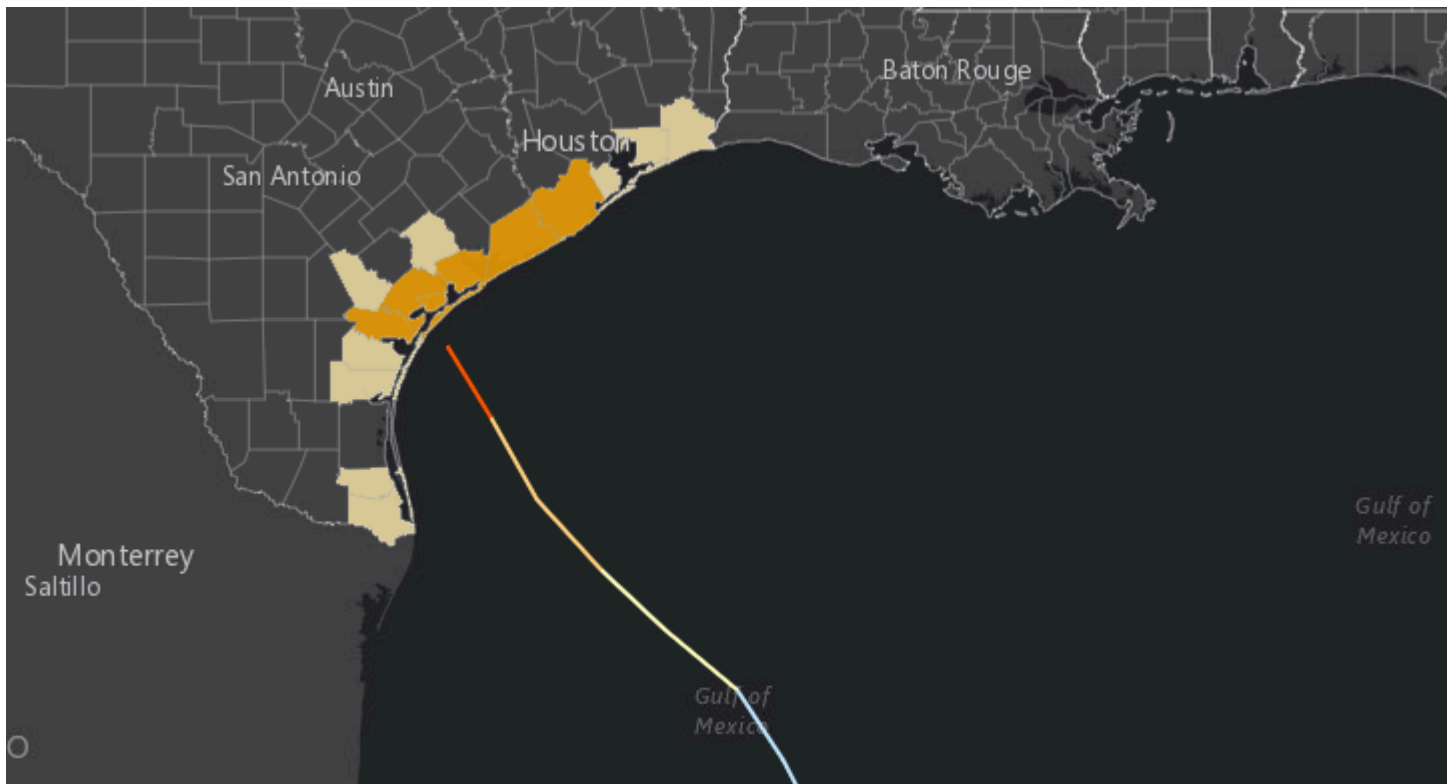 Baton Rouge
Austin
Houston
San Antonio
Gulf of
Mexico
Monterrey
Saltillo
Gulf of
Mexico
O